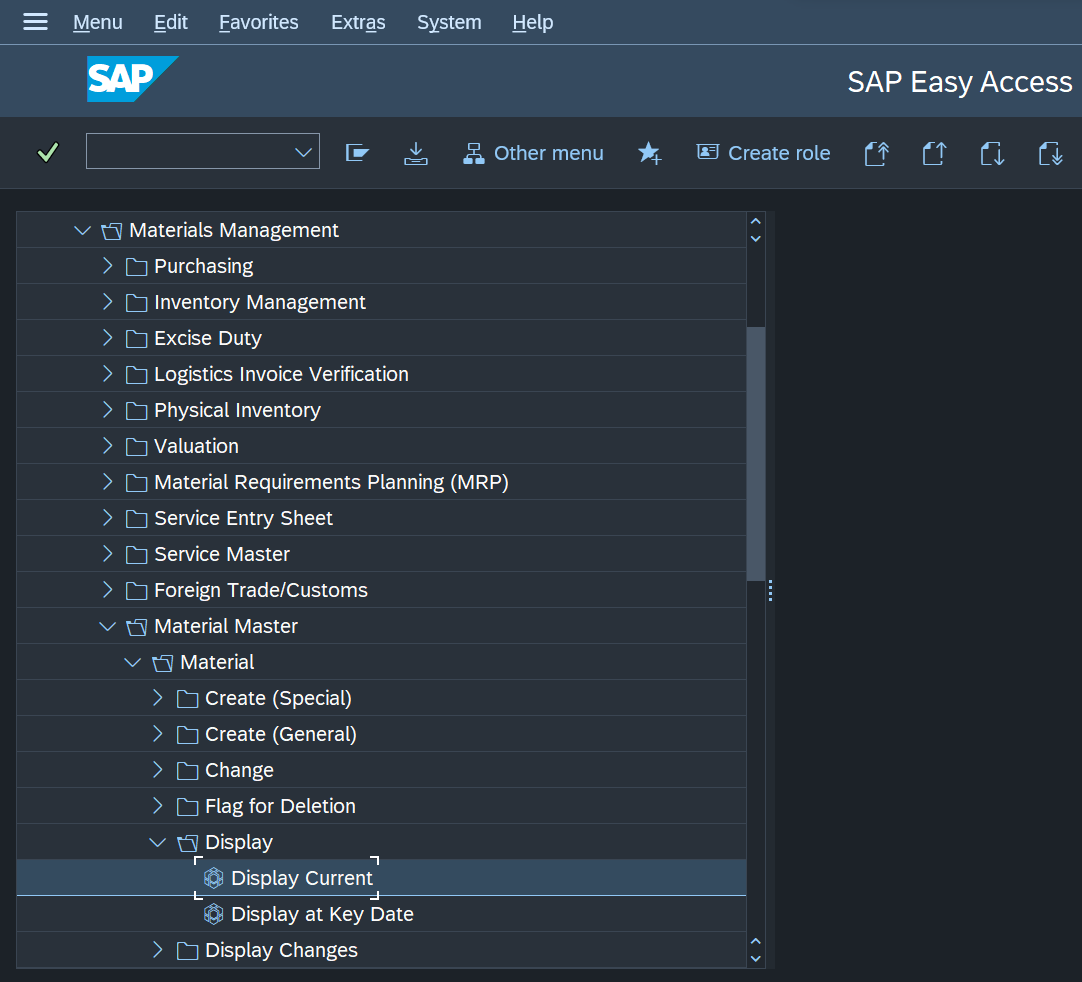 Menu Edit Favorites Extras System Help
SAP
SAP Easy Access
Other menu Create role
Materials Management
Purchasing
Inventory Management
Excise Duty
Logistics Invoice Verification
Physical Inventory
Valuation
Material Requirements Planning (MRP)
Service Entry Sheet
Service Master
Foreign Trade/Customs
Material Master
Material
Create (Special)
Create (General)
Change
Flag for Deletion
Display
Display Current
Display at Key Date
Display Changes